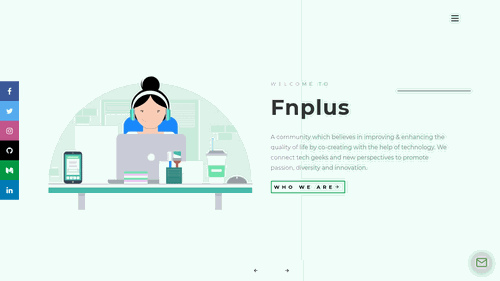 WELCOME TO
Fnplus
A community which believes in improving & enhancing the
quality of life by co-creating with the help of technology. We
connect tech geeks and new perspectives to promote
passion, diversity and innovation.
WHO WE ARE